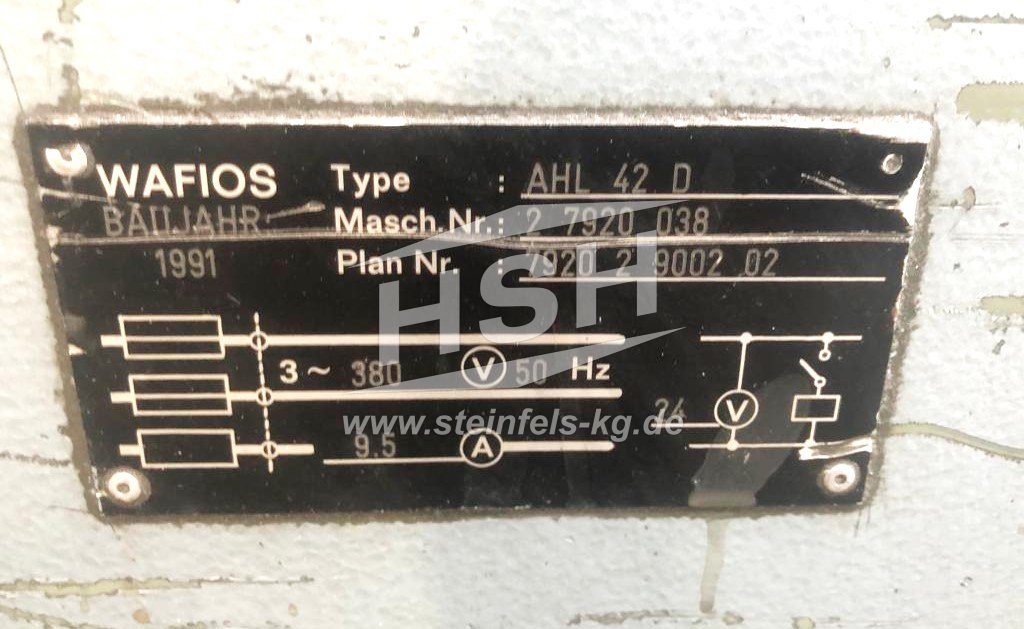 WAFIOS Type : AHL 42 D
BAUJAHR Masch.Nr.: 2 7920 038
1991 Plan Nr. : 7920 2 9002 02
HSH
3 ~ 380 V 50 Hz
www.steinfels-kg.de
24 V
9.5 A